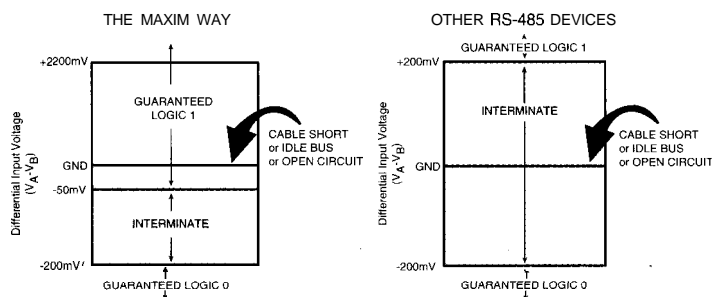 THE MAXIM WAY
+2200mV
GUARANTEED
LOGIC 1
CABLE SHORT
or IDLE BUS
or OPEN CIRCUIT
GND
-50mV
INTERMINATE
-200mV
GUARANTEED LOGIC 0
Differential Input Voltage
(VA-VB)
OTHER RS-485 DEVICES
GUARANTEED LOGIC 1
+200mV
INTERMINATE
CABLE SHORT
or IDLE BUS
or OPEN CIRCUIT
GND
-200mV
GUARANTEED LOGIC 0
Differential Input Voltage
(VA-VB)